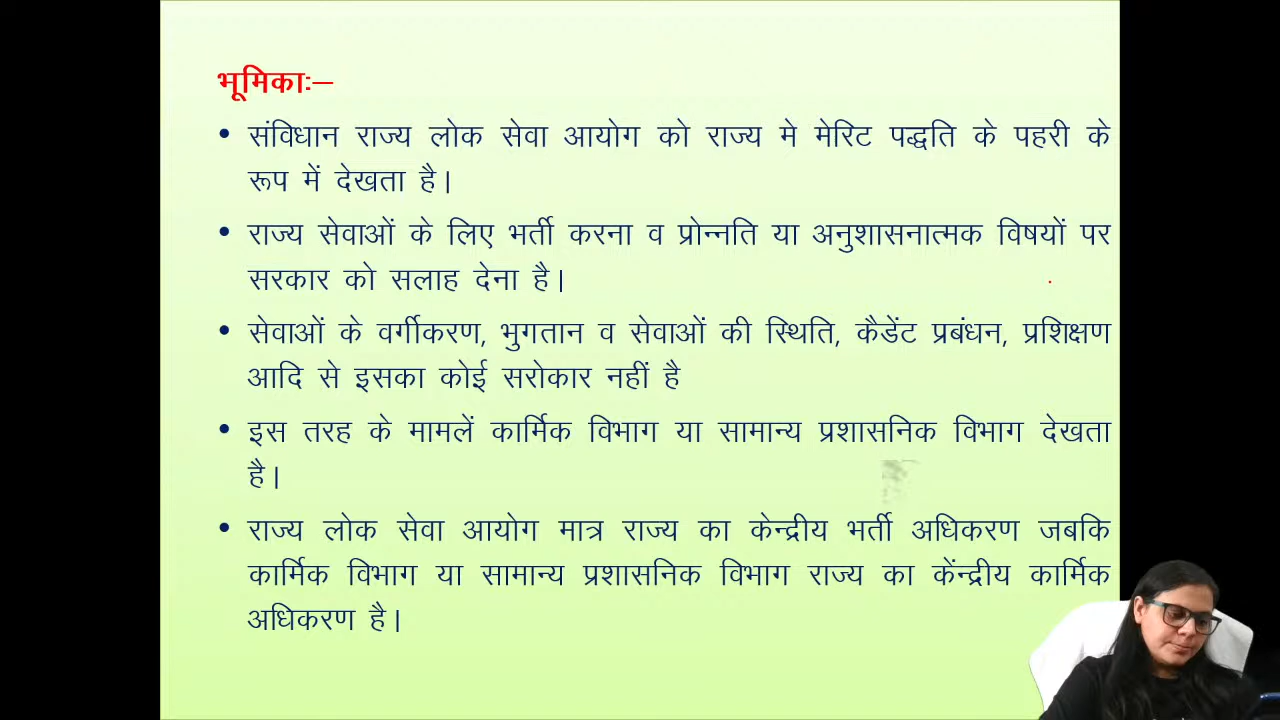 भूमिकाः–
• संविधान राज्य लोक सेवा आयोग को राज्य मे मेरिट पद्धति के पहरी के
रूप में देखता है।
• राज्य सेवाओं के लिए भर्ती करना व प्रोन्नति या अनुशासनात्मक विषयों पर
सरकार को सलाह देना है।
• सेवाओं के वर्गीकरण, भुगतान व सेवाओं की स्थिति, कैडेंट प्रबंधन, प्रशिक्षण
आदि से इसका कोई सरोकार नहीं है
• इस तरह के मामलें कार्मिक विभाग या सामान्य प्रशासनिक विभाग देखता
है।
• राज्य लोक सेवा आयोग मात्र राज्य का केन्द्रीय भर्ती अधिकरण जबकि
कार्मिक विभाग या सामान्य प्रशासनिक विभाग राज्य का केंन्द्रीय कार्मिक
अधिकरण है।